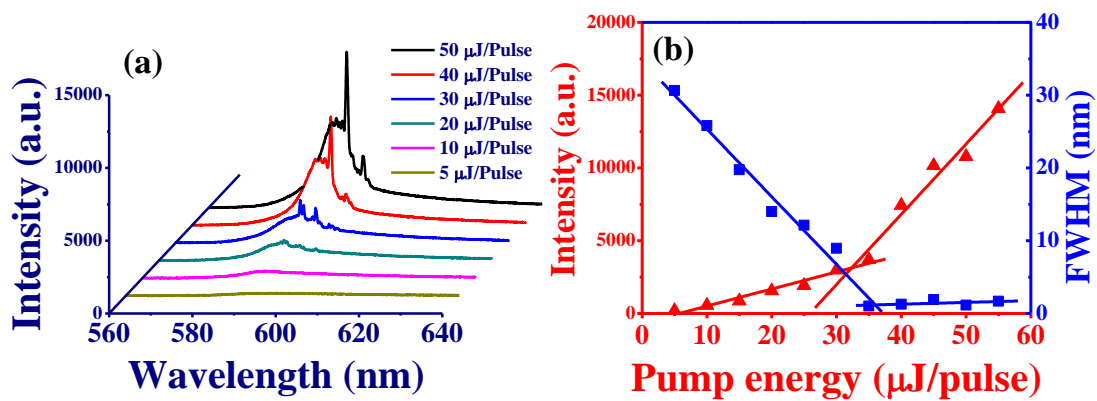 (a)
50 μJ/Pulse
40 μJ/Pulse
30 μJ/Pulse
20 μJ/Pulse
10 μJ/Pulse
5 μJ/Pulse
15000
10000
5000
0
Intensity (a.u.)
560 580 600 620 640
Wavelength (nm)
(b)
20000
15000
10000
5000
0
Intensity (a.u.)
40
30
20
10
0
FWHM (nm)
0 10 20 30 40 50 60
Pump energy (μJ/pulse)